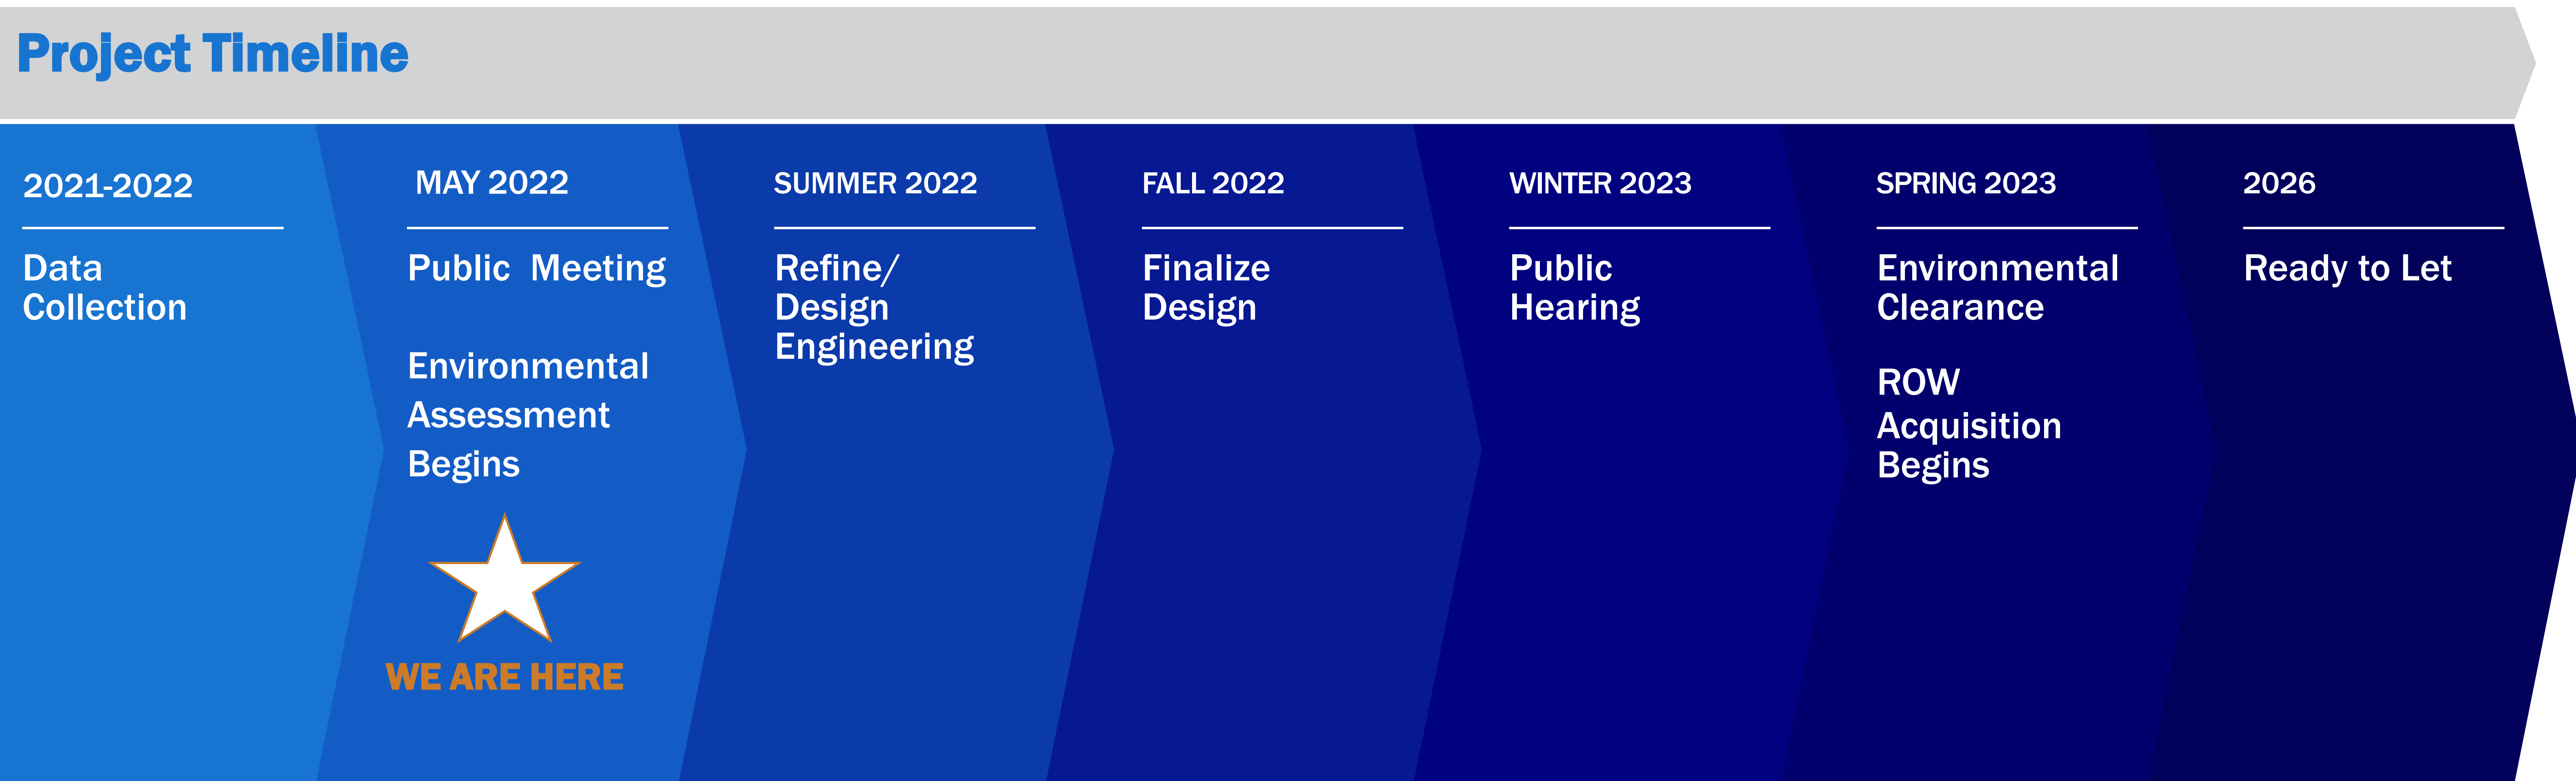 Project Timeline
2021-2022
Data
Collection
MAY 2022
Public Meeting
Environmental
Assessment
Begins
WE ARE HERE
SUMMER 2022
Refine/
Design
Engineering
FALL 2022
Finalize
Design
WINTER 2023
Public
Hearing
SPRING 2023
Environmental
Clearance
ROW
Acquisition
Begins
2026
Ready to Let